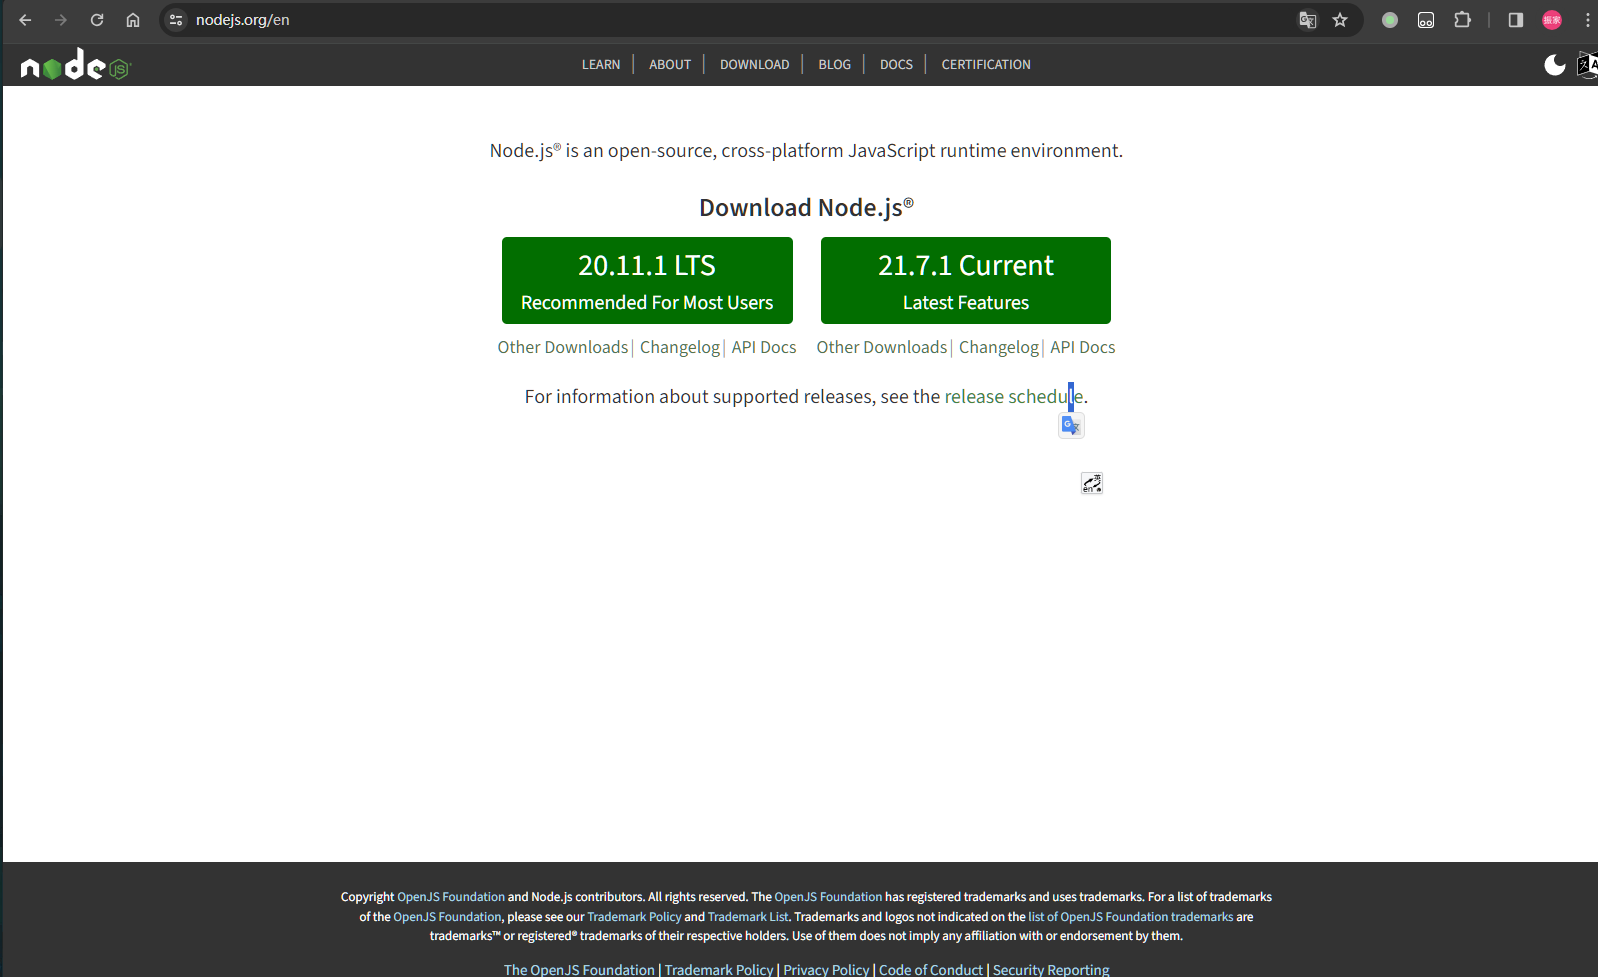 nodejs.org/en
振家
node JS
LEARN | ABOUT | DOWNLOAD | BLOG | DOCS | CERTIFICATION
Node.js® is an open-source, cross-platform JavaScript runtime environment.
Download Node.js®
20.11.1 LTS
Recommended For Most Users
21.7.1 Current
Latest Features
Other Downloads | Changelog | API Docs
Other Downloads | Changelog | API Docs
For information about supported releases, see the release schedule.
en 英
Copyright OpenJS Foundation and Node.js contributors. All rights reserved. The OpenJS Foundation has registered trademarks and uses trademarks. For a list of trademarks
of the OpenJS Foundation, please see our Trademark Policy and Trademark List. Trademarks and logos not indicated on the list of OpenJS Foundation trademarks are
trademarks™ or registered® trademarks of their respective holders. Use of them does not imply any affiliation with or endorsement by them.
The OpenJS Foundation | Trademark Policy | Privacy Policy | Code of Conduct | Security Reporting